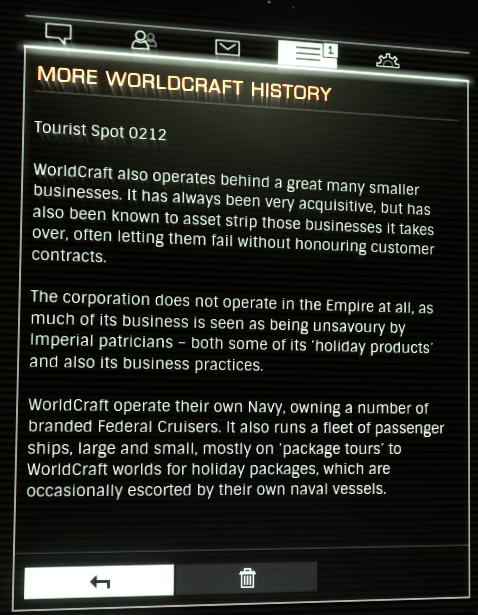 1
MORE WORLDCRAFT HISTORY
Tourist Spot 0212
WorldCraft also operates behind a great many smaller
businesses. It has always been very acquisitive, but has
also been known to asset strip those businesses it takes
over, often letting them fail without honouring customer
contracts.
The corporation does not operate in the Empire at all, as
much of its business is seen as being unsavoury by
Imperial patricians – both some of its ‘holiday products’
and also its business practices.
WorldCraft operate their own Navy, owning a number of
branded Federal Cruisers. It also runs a fleet of passenger
ships, large and small, mostly on ‘package tours’ to
WorldCraft worlds for holiday packages, which are
occasionally escorted by their own naval vessels.